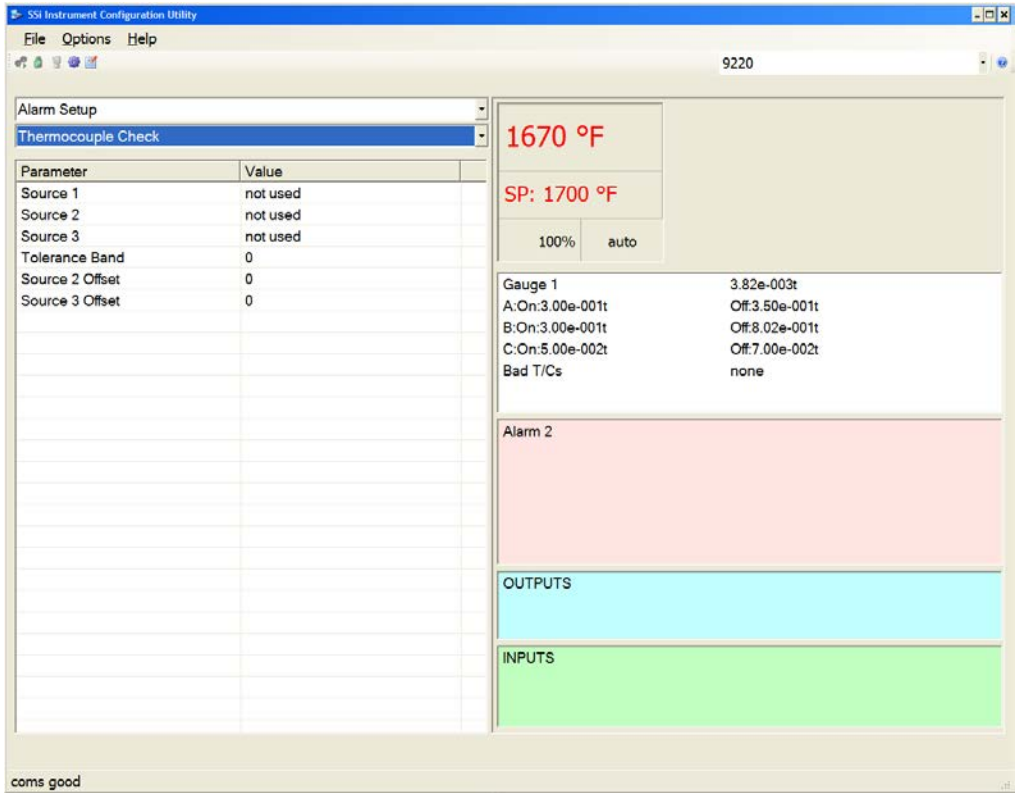 SSi Instrument Configuration Utility
File Options Help
9220
Alarm Setup
Thermocouple Check
Parameter Value
Source 1 not used
Source 2 not used
Source 3 not used
Tolerance Band 0
Source 2 Offset 0
Source 3 Offset 0
1670 °F
SP: 1700 °F
100% auto
Gauge 1 3.82e-003t
A:On:3.00e-001t Off:3.50e-001t
B:On:3.00e-001t Off:8.02e-001t
C:On:5.00e-002t Off:7.00e-002t
Bad T/Cs none
Alarm 2
OUTPUTS
INPUTS
coms good